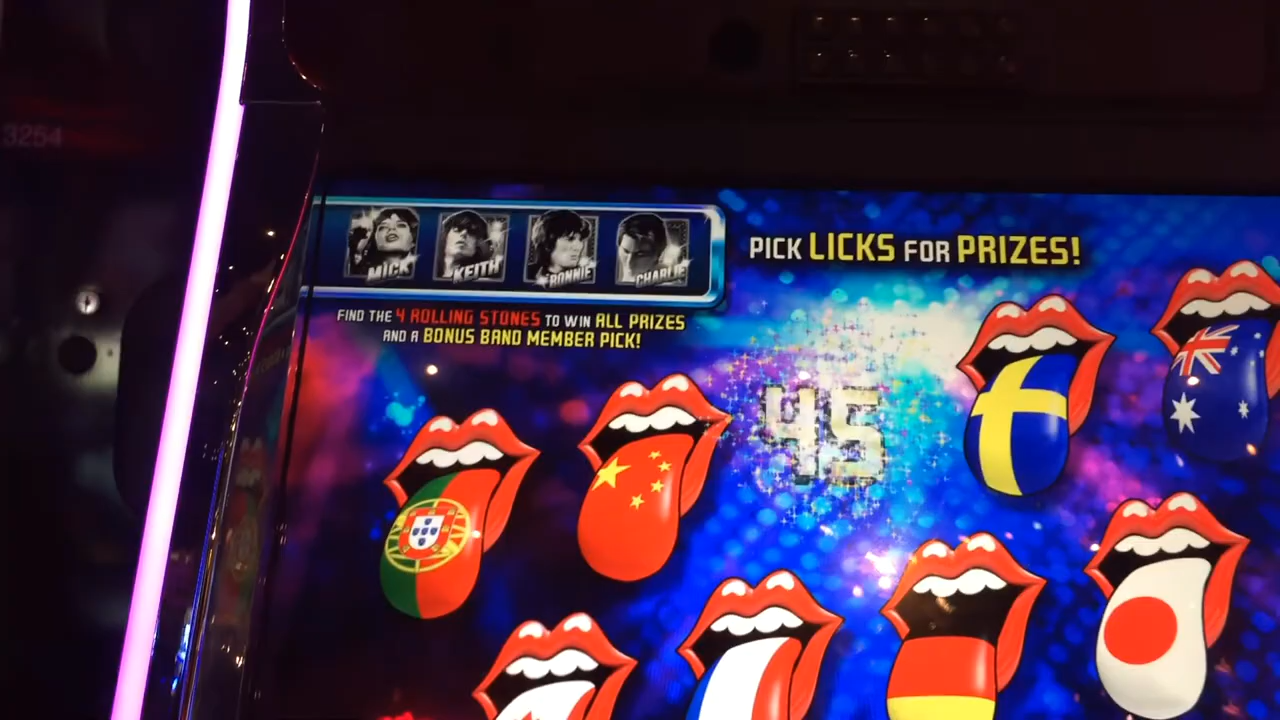 3254
MICK
KEITH
RONNIE
CHARLIE
PICK LICKS FOR PRIZES!
FIND THE 4 ROLLING STONES TO WIN ALL PRIZES
AND A BONUS BAND MEMBER PICK!
45